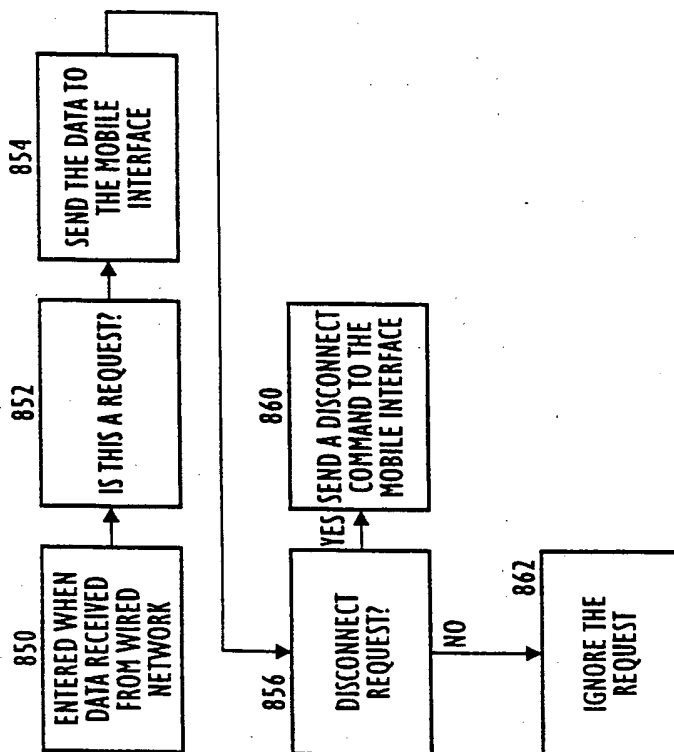 850
ENTERED WHEN
DATA RECEIVED
FROM WIRED
NETWORK
852
IS THIS A REQUEST?
854
SEND THE DATA TO
THE MOBILE
INTERFACE
856
DISCONNECT
REQUEST?
YES
860
SEND A DISCONNECT
COMMAND TO THE
MOBILE INTERFACE
NO
862
IGNORE THE
REQUEST